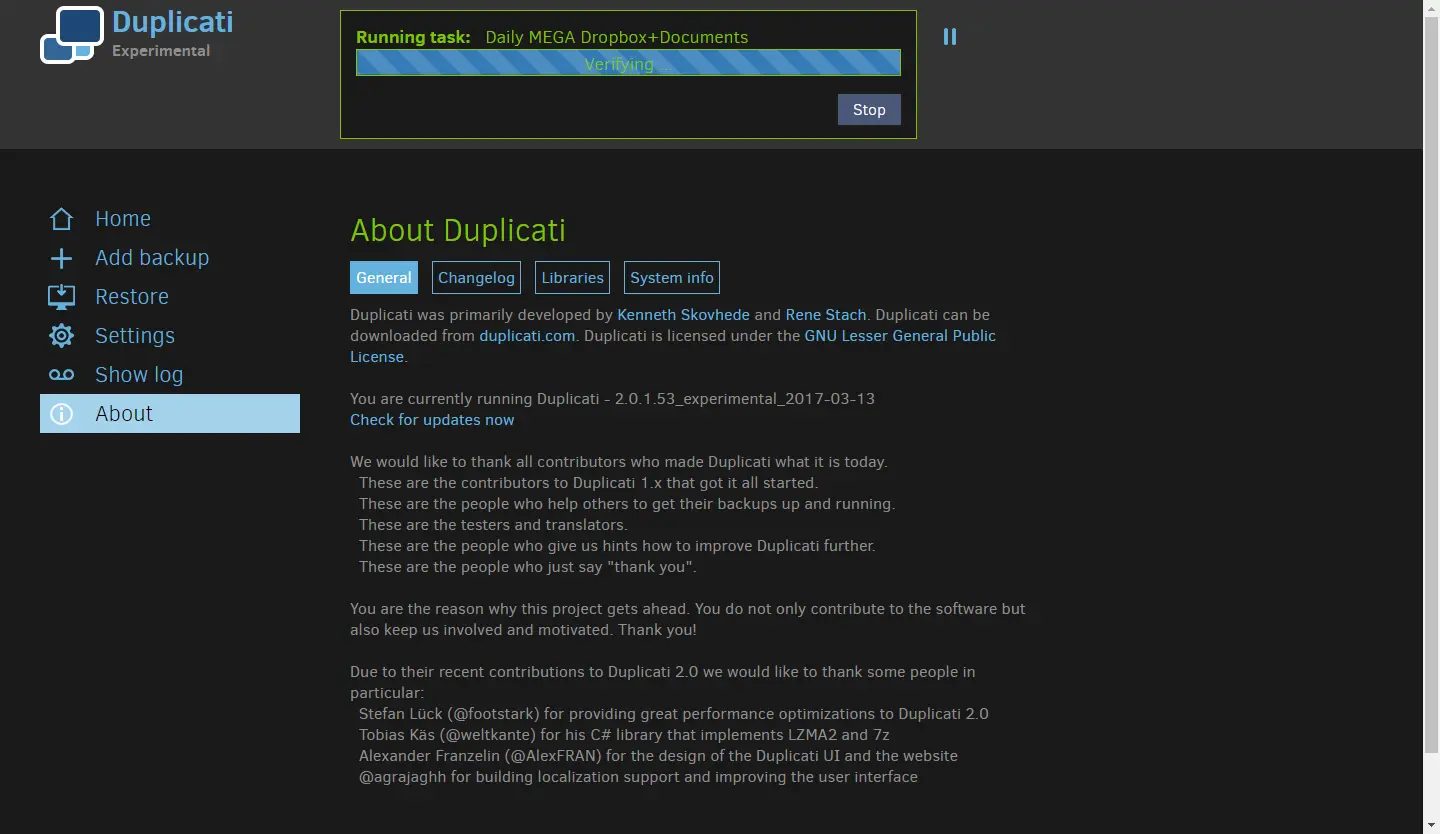 Duplicati
Experimental
Running task: Daily MEGA Dropbox+Documents
Verifying ...
Stop
Home
Add backup
Restore
Settings
Show log
About
About Duplicati
General Changelog Libraries System info
Duplicati was primarily developed by Kenneth Skovhede and Rene Stach. Duplicati can be
downloaded from duplicati.com. Duplicati is licensed under the GNU Lesser General Public
License.
You are currently running Duplicati - 2.0.1.53_experimental_2017-03-13
Check for updates now
We would like to thank all contributors who made Duplicati what it is today.
These are the contributors to Duplicati 1.x that got it all started.
These are the people who help others to get their backups up and running.
These are the testers and translators.
These are the people who give us hints how to improve Duplicati further.
These are the people who just say "thank you".
You are the reason why this project gets ahead. You do not only contribute to the software but
also keep us involved and motivated. Thank you!
Due to their recent contributions to Duplicati 2.0 we would like to thank some people in
particular:
Stefan Lück (@footstark) for providing great performance optimizations to Duplicati 2.0
Tobias Käs (@weltkante) for his C# library that implements LZMA2 and 7z
Alexander Franzelin (@AlexFRAN) for the design of the Duplicati UI and the website
@agrajaghh for building localization support and improving the user interface